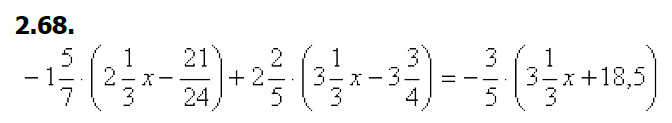 2.68.
−1 5/7 · (2 1/3 x − 21/24) + 2 2/5 · (3 1/3 x − 3 3/4) = −3/5 · (3 1/3 x + 18,5)